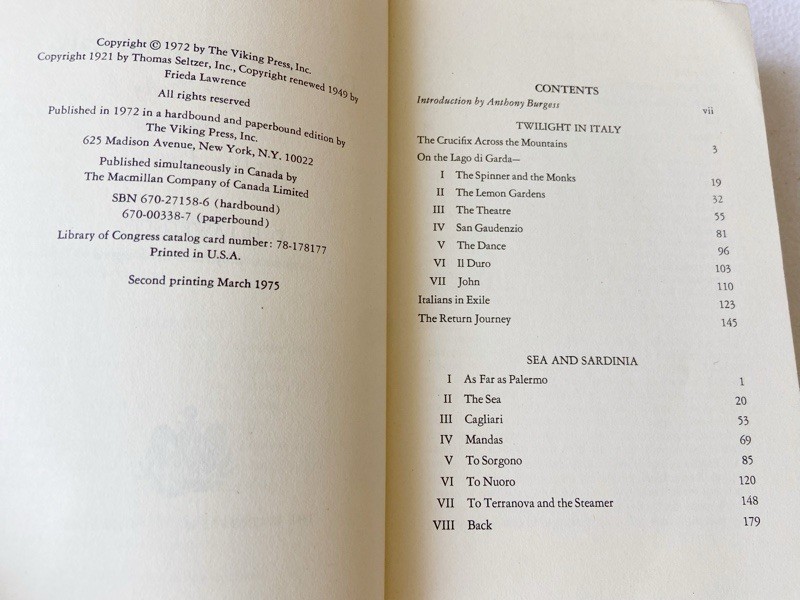 Copyright © 1972 by The Viking Press, Inc.
Copyright 1921 by Thomas Seltzer, Inc., Copyright renewed 1949 by
Frieda Lawrence
All rights reserved
Published in 1972 in a hardbound and paperbound edition by
The Viking Press, Inc.
625 Madison Avenue, New York, N.Y. 10022
Published simultaneously in Canada by
The Macmillan Company of Canada Limited
SBN 670-27158-6 (hardbound)
670-00338-7 (paperbound)
Library of Congress catalog card number: 78-178177
Printed in U.S.A.
Second printing March 1975
CONTENTS
Introduction by Anthony Burgess vii
TWILIGHT IN ITALY
The Crucifix Across the Mountains 3
On the Lago di Garda—
I The Spinner and the Monks 19
II The Lemon Gardens 32
III The Theatre 55
IV San Gaudenzio 81
V The Dance 96
VI Il Duro 103
VII John 110
Italians in Exile 123
The Return Journey 145
SEA AND SARDINIA
I As Far as Palermo 1
II The Sea 20
III Cagliari 53
IV Mandas 69
V To Sorgono 85
VI To Nuoro 120
VII To Terranova and the Steamer 148
VIII Back 179